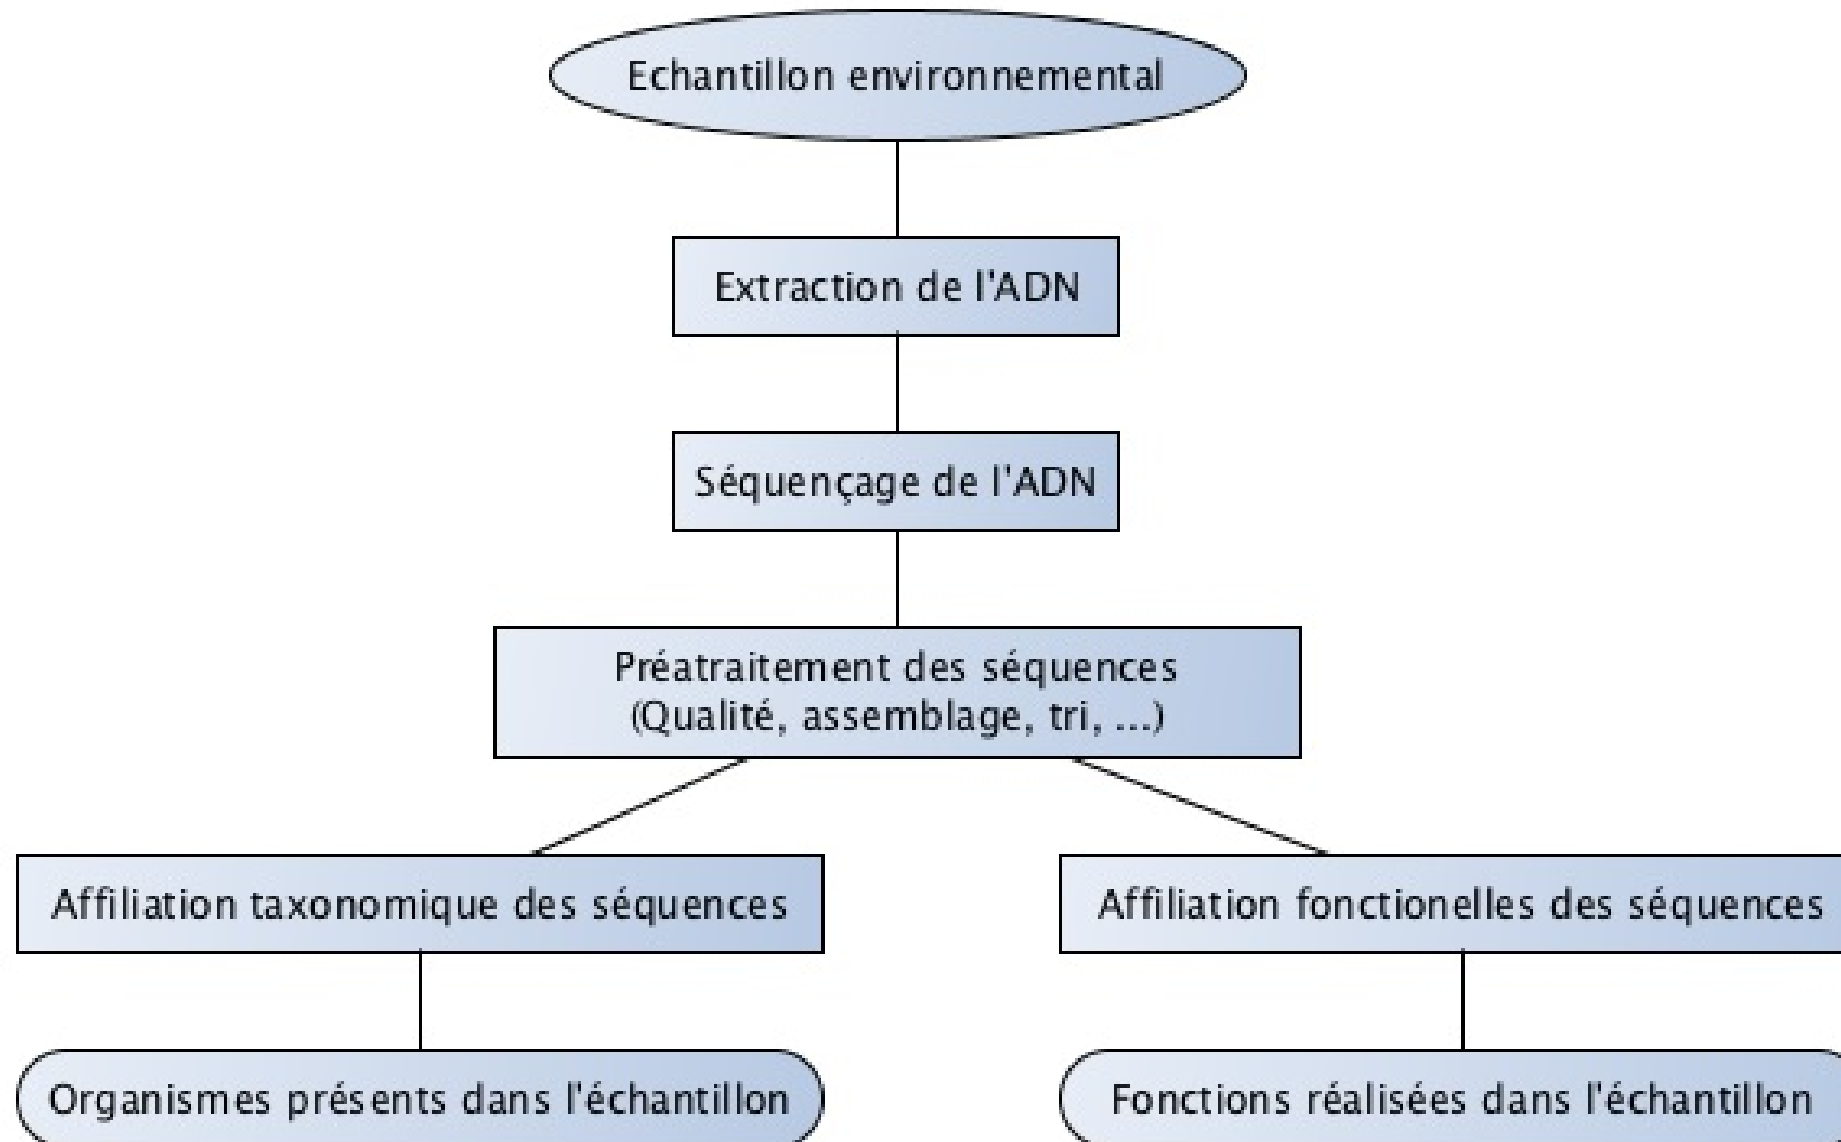 Echantillon environnemental
Extraction de l'ADN
Séquençage de l'ADN
Préatraitement des séquences
(Qualité, assemblage, tri, ...)
Affiliation taxonomique des séquences
Affiliation fonctionelles des séquences
Organismes présents dans l'échantillon
Fonctions réalisées dans l'échantillon